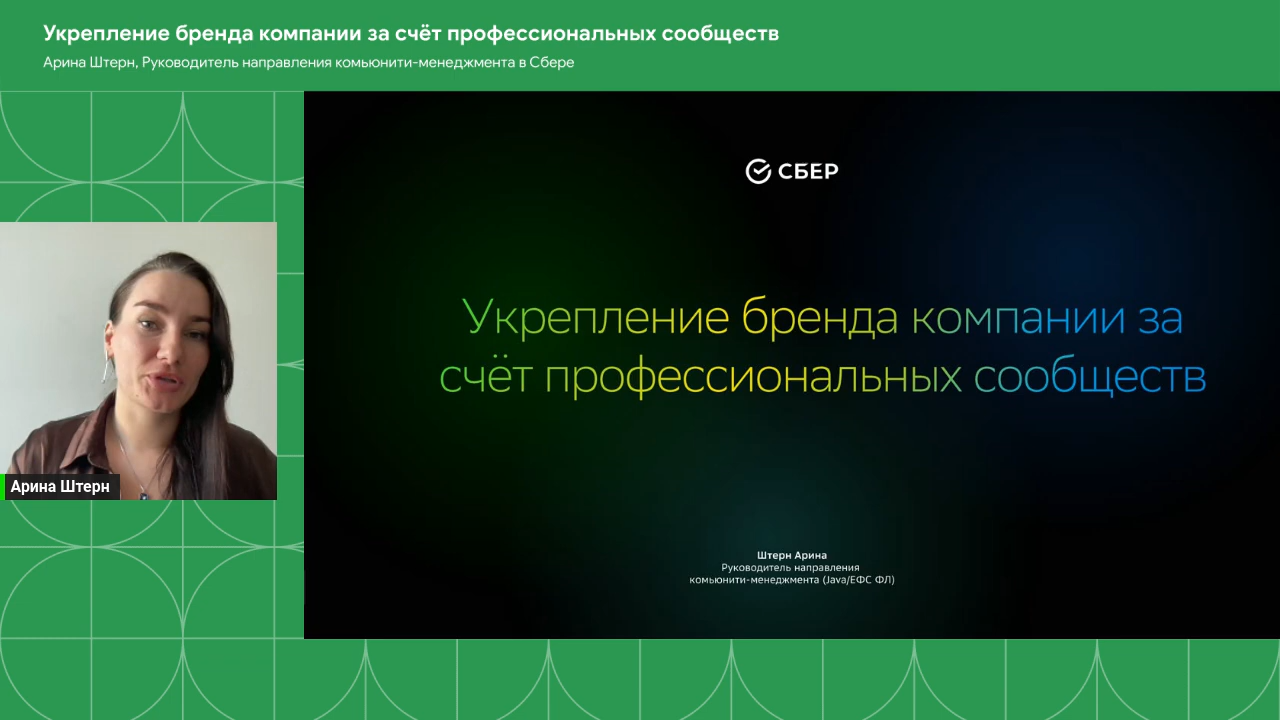 Укрепление бренда компании за счёт профессиональных сообществ
Арина Штерн, Руководитель направления комьюнити-менеджмента в Сбере
СБЕР
Укрепление бренда компании за
счёт профессиональных сообществ
Арина Штерн
Штерн Арина
Руководитель направления
комьюнити-менеджмента (Java/ЕФС ФЛ)